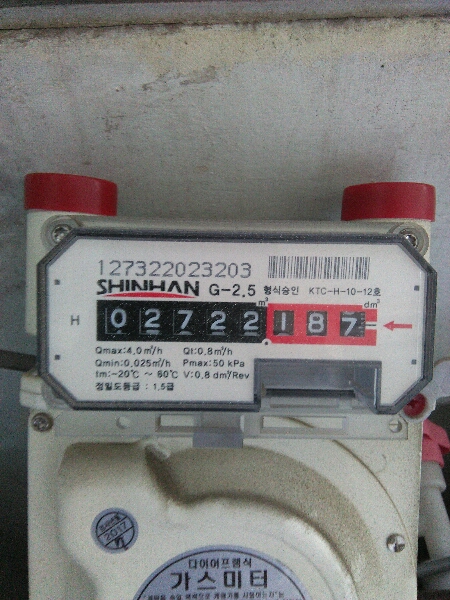 127322023203
SHINHAN G-2.5 형식승인 KTC-H-10-12호
m³ dm³
H 02722187
Qmax:4.0㎥/h Qt:0.8㎥/h
Qmin:0.025㎥/h Pmax:50 kPa
tm:-20℃ ~ 60℃ V:0.8 dm³/Rev
정밀도등급 : 1.5급
2017
다이어프램식
가스미터